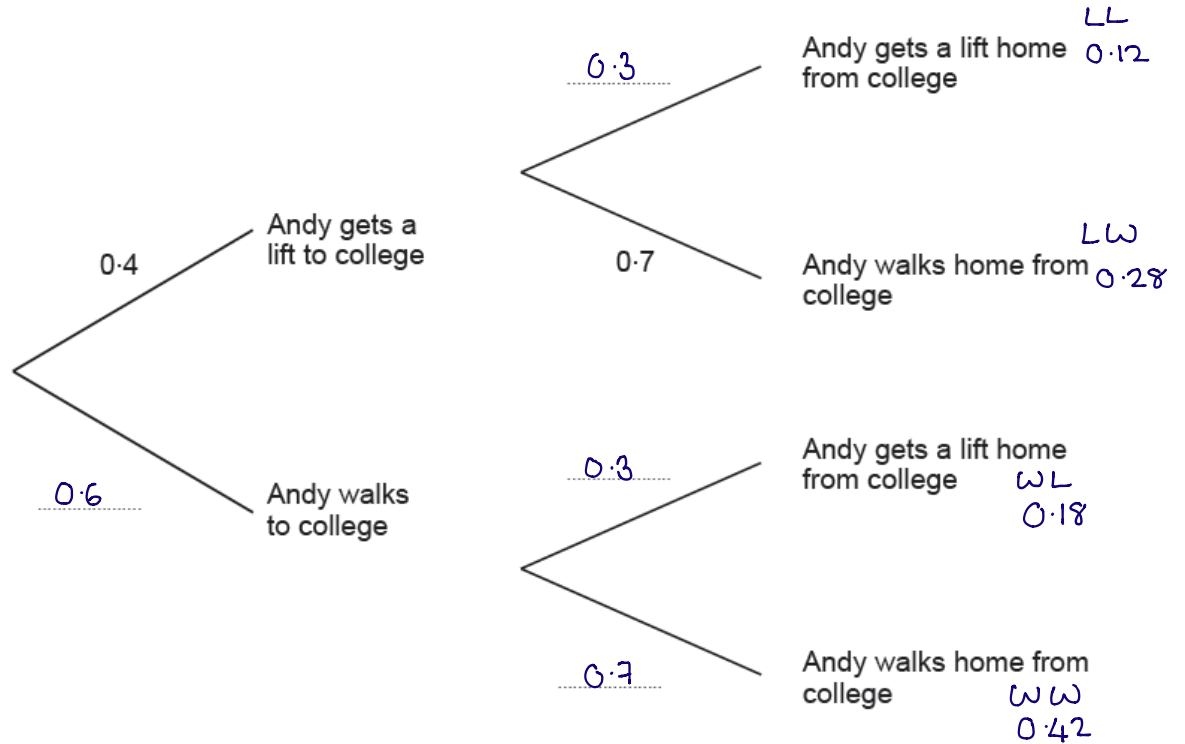 LL
0.3
Andy gets a lift home 0.12
from college
Andy gets a
lift to college
0·4
LW
0·7
Andy walks home from 0.28
college
Andy gets a lift home
from college WL
0.3
0.18
0.6
Andy walks
to college
0.7
Andy walks home from
college WW
0.42